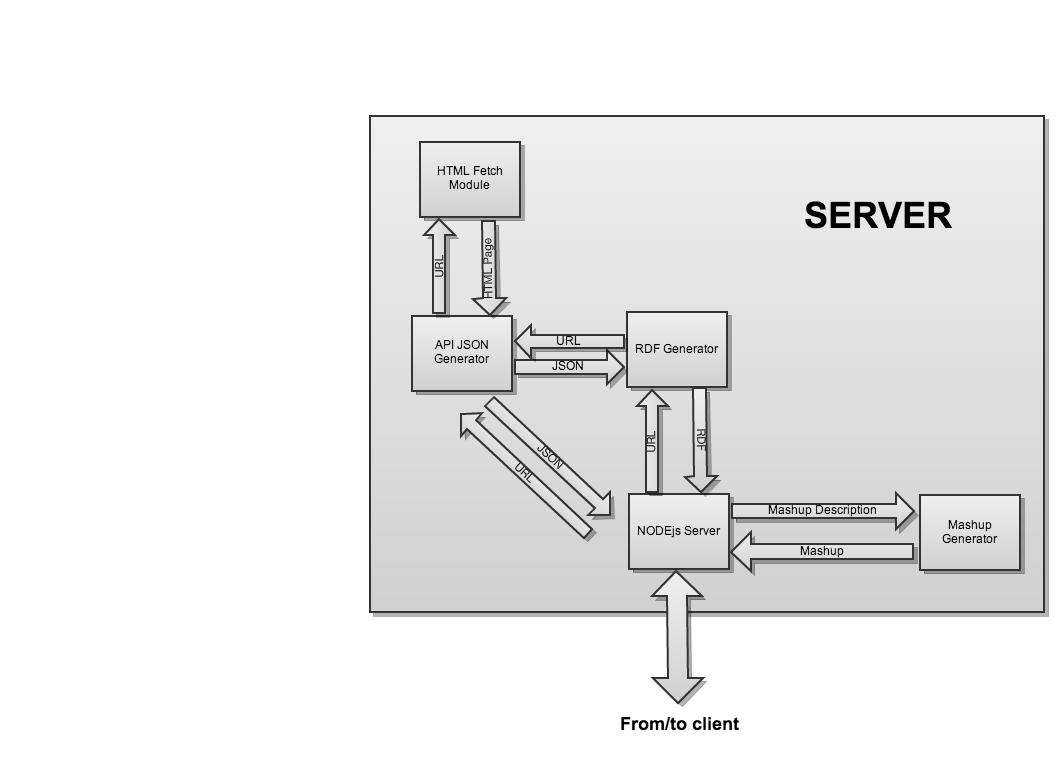 HTML Fetch
Module
SERVER
URL
HTML Page
API JSON
Generator
URL
JSON
RDF Generator
JSON
URL
URL
RDF
NODEjs Server
Mashup Description
Mashup
Mashup
Generator
From/to client